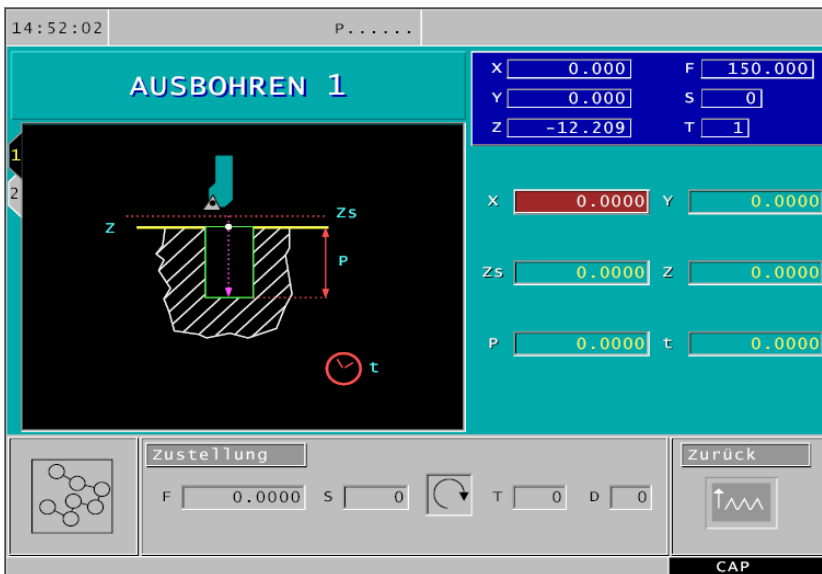 14:52:02 P......
AUSBOHREN 1
X 0.000 F 150.000
Y 0.000 S 0
Z -12.209 T 1
1
2
Zs
Z
P
t
X 0.0000 Y 0.0000
Zs 0.0000 Z 0.0000
P 0.0000 t 0.0000
Zustellung
F 0.0000 S 0 T 0 D 0
Zurück
CAP